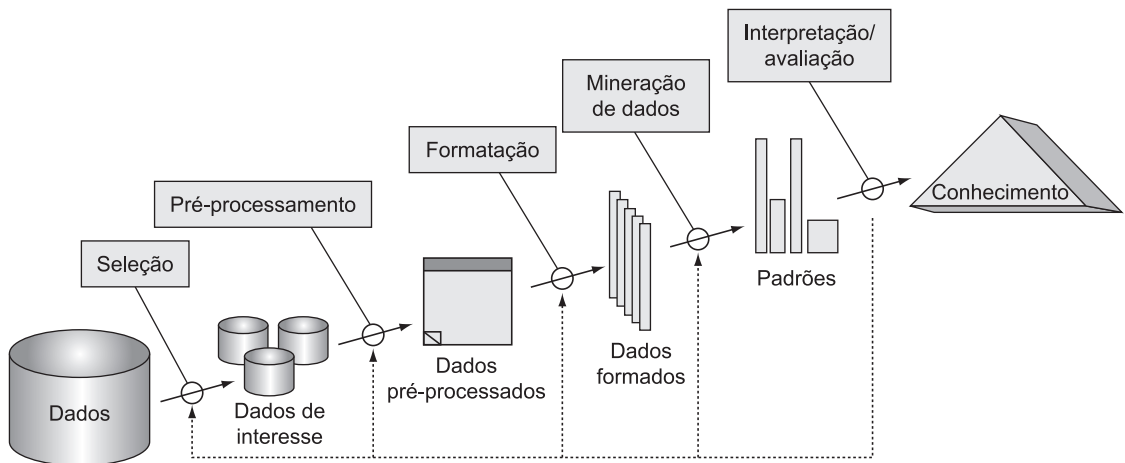 Interpretação/
avaliação
Mineração
de dados
Formatação
Pré-processamento
Seleção
Conhecimento
Padrões
Dados
formados
Dados
pré-processados
Dados de
interesse
Dados